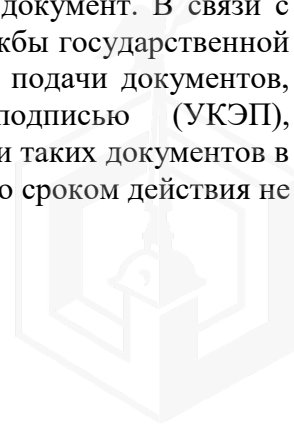 документ. В связи с
жбы государственной
подачи документов,
подписью (УКЭП),
и таких документов в
о сроком действия не